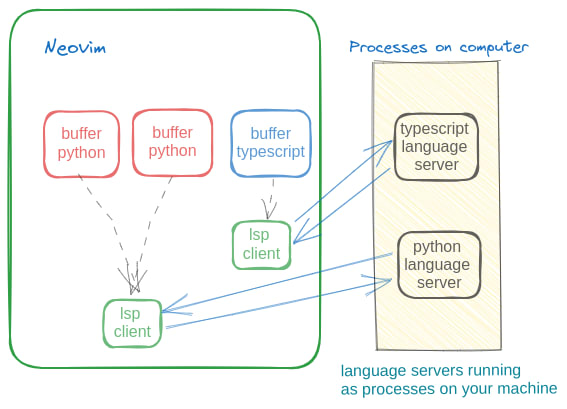 Neovim
Processes on computer
buffer
python
buffer
python
buffer
typescript
typescript
language
server
lsp
client
python
language
server
lsp
client
language servers running
as processes on your machine